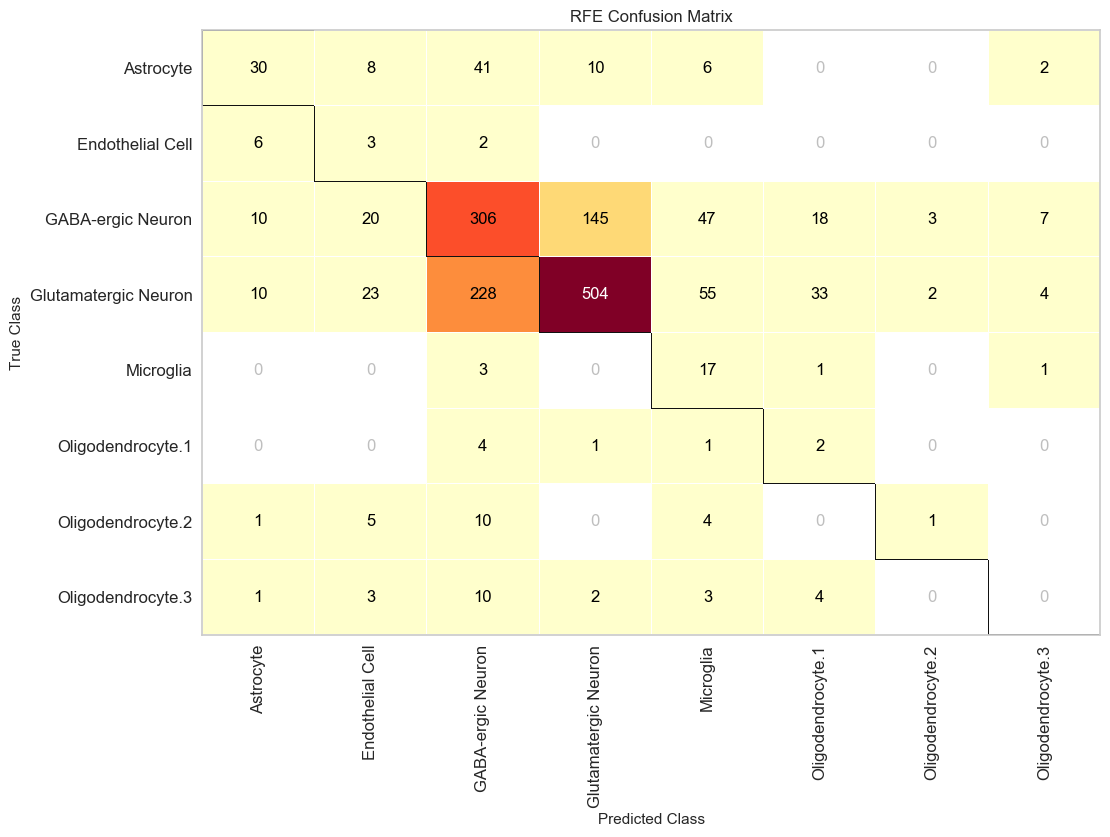 RFE Confusion Matrix
True Class
Astrocyte 30 8 41 10 6 0 0 2
Endothelial Cell 6 3 2 0 0 0 0 0
GABA-ergic Neuron 10 20 306 145 47 18 3 7
Glutamatergic Neuron 10 23 228 504 55 33 2 4
Microglia 0 0 3 0 17 1 0 1
Oligodendrocyte.1 0 0 4 1 1 2 0 0
Oligodendrocyte.2 1 5 10 0 4 0 1 0
Oligodendrocyte.3 1 3 10 2 3 4 0 0
Astrocyte
Endothelial Cell
GABA-ergic Neuron
Glutamatergic Neuron
Microglia
Oligodendrocyte.1
Oligodendrocyte.2
Oligodendrocyte.3
Predicted Class